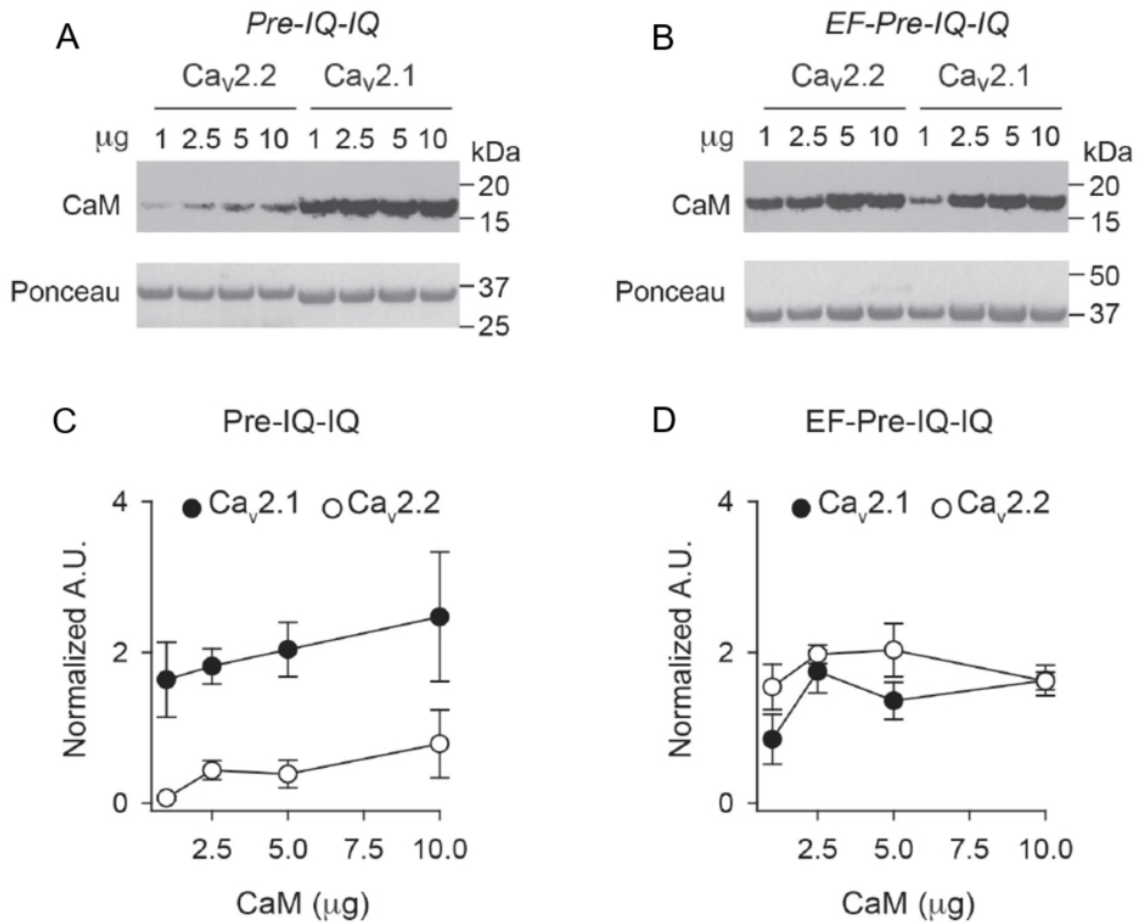 A
Pre-IQ-IQ
CaV2.2 CaV2.1
μg 1 2.5 5 10 1 2.5 5 10 kDa
CaM
20
15
Ponceau
37
25
B
EF-Pre-IQ-IQ
CaV2.2 CaV2.1
μg 1 2.5 5 10 1 2.5 5 10 kDa
CaM
20
15
Ponceau
50
37
C
Pre-IQ-IQ
Cav2.1 Cav2.2
Normalized A.U.
4
2
0
2.5 5.0 7.5 10.0
CaM (μg)
D
EF-Pre-IQ-IQ
Cav2.1 Cav2.2
Normalized A.U.
4
2
0
2.5 5.0 7.5 10.0
CaM (μg)